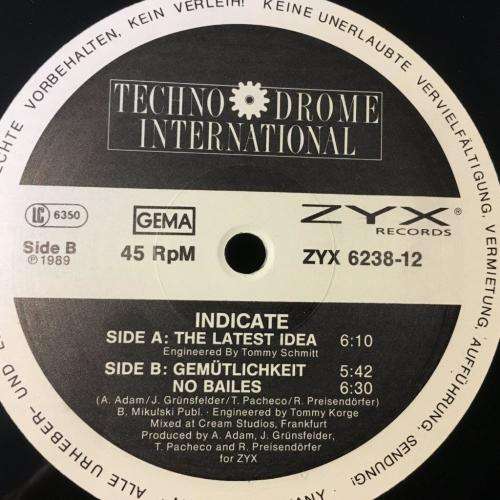 ECHTE VORBEHALTEN, KEIN VERLEIH! KEINE UNERLAUBTE VERVIELFÄLTIGUNG, VERMIETUNG, AUFFÜHRUNG, SENDUNG!
ALLE URHEBER- UND
TECHNO DROME
INTERNATIONAL
LC 6350
GEMA
ZYX®
RECORDS
Side B
℗ 1989
45 RpM
ZYX 6238-12
INDICATE
SIDE A: THE LATEST IDEA 6:10
Engineered By Tommy Schmitt
SIDE B: GEMÜTLICHKEIT 5:42
NO BAILES 6:30
(A. Adam/J. Grünsfelder/T. Pacheco/R. Preisendörfer)
B. Mikulski Publ. · Engineered by Tommy Korge
Mixed at Cream Studios, Frankfurt
Produced by A. Adam, J. Grünsfelder,
T. Pacheco and R. Preisendörfer
for ZYX